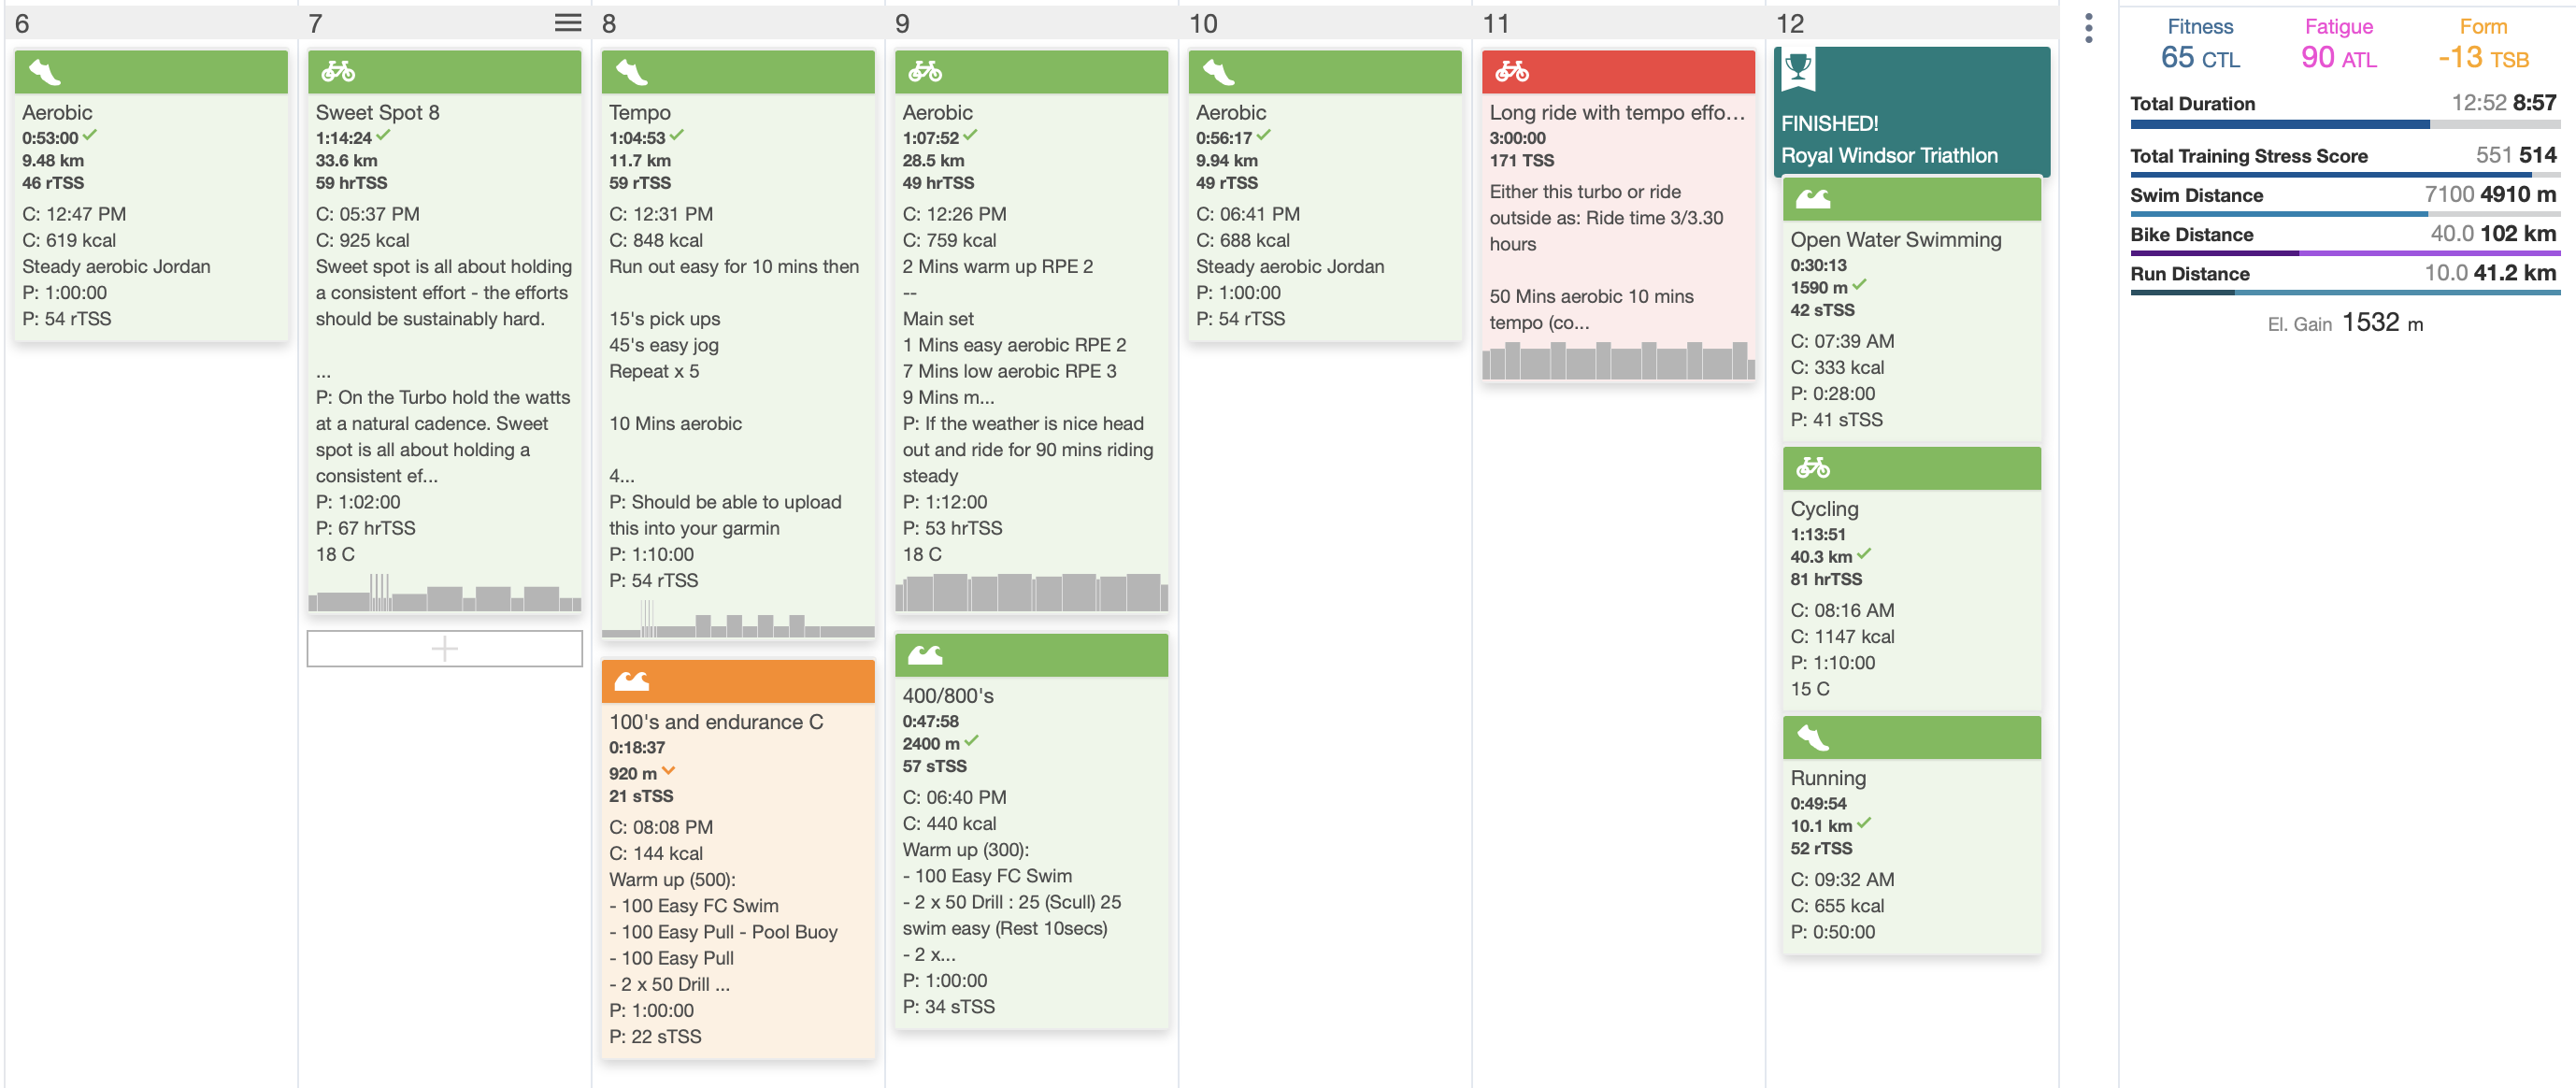 6
Aerobic
0:53:00
9.48 km
46 rTSS
C: 12:47 PM
C: 619 kcal
Steady aerobic Jordan
P: 1:00:00
P: 54 rTSS
7
Sweet Spot 8
1:14:24
33.6 km
59 hrTSS
C: 05:37 PM
C: 925 kcal
Sweet spot is all about holding
a consistent effort - the efforts
should be sustainably hard.
...
P: On the Turbo hold the watts
at a natural cadence. Sweet
spot is all about holding a
consistent ef...
P: 1:02:00
P: 67 hrTSS
18 C
8
Tempo
1:04:53
11.7 km
59 rTSS
C: 12:31 PM
C: 848 kcal
Run out easy for 10 mins then
15's pick ups
45's easy jog
Repeat x 5
10 Mins aerobic
4...
P: Should be able to upload
this into your garmin
P: 1:10:00
P: 54 rTSS
100's and endurance C
0:18:37
920 m
21 sTSS
C: 08:08 PM
C: 144 kcal
Warm up (500):
- 100 Easy FC Swim
- 100 Easy Pull - Pool Buoy
- 100 Easy Pull
- 2 x 50 Drill ...
P: 1:00:00
P: 22 sTSS
9
Aerobic
1:07:52
28.5 km
49 hrTSS
C: 12:26 PM
C: 759 kcal
2 Mins warm up RPE 2
--
Main set
1 Mins easy aerobic RPE 2
7 Mins low aerobic RPE 3
9 Mins m...
P: If the weather is nice head
out and ride for 90 mins riding
steady
P: 1:12:00
P: 53 hrTSS
18 C
400/800's
0:47:58
2400 m
57 sTSS
C: 06:40 PM
C: 440 kcal
Warm up (300):
- 100 Easy FC Swim
- 2 x 50 Drill : 25 (Scull) 25
swim easy (Rest 10secs)
- 2 x...
P: 1:00:00
P: 34 sTSS
10
Aerobic
0:56:17
9.94 km
49 rTSS
C: 06:41 PM
C: 688 kcal
Steady aerobic Jordan
P: 1:00:00
P: 54 rTSS
11
Long ride with tempo effo...
3:00:00
171 TSS
Either this turbo or ride
outside as: Ride time 3/3.30
hours
50 Mins aerobic 10 mins
tempo (co...
12
FINISHED!
Royal Windsor Triathlon
Open Water Swimming
0:30:13
1590 m
42 sTSS
C: 07:39 AM
C: 333 kcal
P: 0:28:00
P: 41 sTSS
Cycling
1:13:51
40.3 km
81 hrTSS
C: 08:16 AM
C: 1147 kcal
P: 1:10:00
15 C
Running
0:49:54
10.1 km
52 rTSS
C: 09:32 AM
C: 655 kcal
P: 0:50:00
Fitness Fatigue Form
65 CTL 90 ATL -13 TSB
Total Duration 12:52 8:57
Total Training Stress Score 551 514
Swim Distance 7100 4910 m
Bike Distance 40.0 102 km
Run Distance 10.0 41.2 km
El. Gain 1532 m